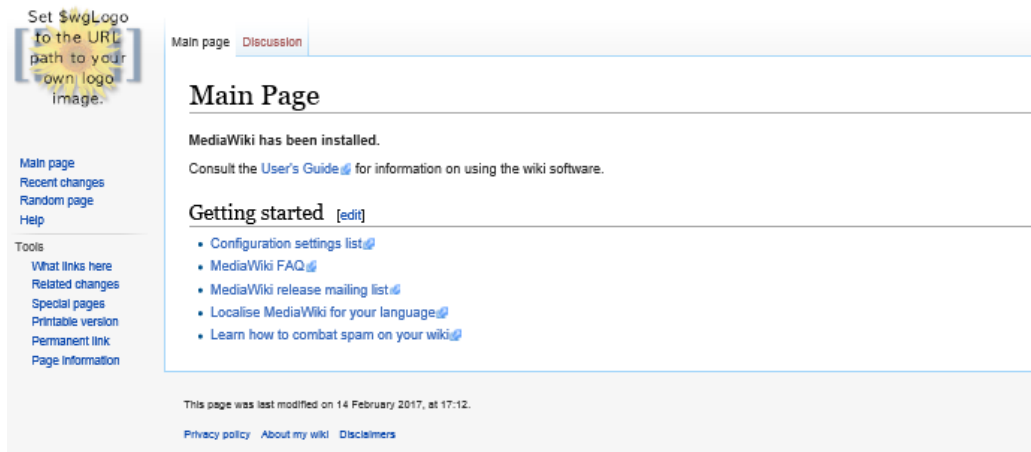 Set $wgLogo
to the URL
path to your
own logo
image.
Main page
Recent changes
Random page
Help
Tools
What links here
Related changes
Special pages
Printable version
Permanent link
Page information
Main page Discussion
Main Page
MediaWiki has been installed.
Consult the User's Guide for information on using the wiki software.
Getting started [edit]
• Configuration settings list
• MediaWiki FAQ
• MediaWiki release mailing list
• Localise MediaWiki for your language
• Learn how to combat spam on your wiki
This page was last modified on 14 February 2017, at 17:12.
Privacy policy About my wiki Disclaimers